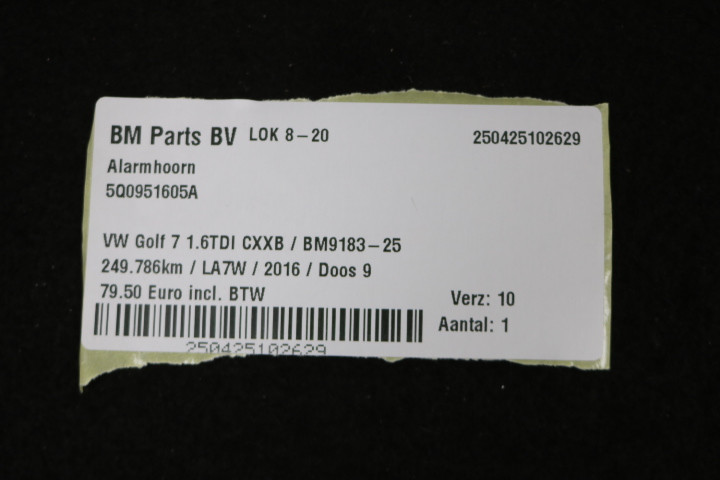 BM Parts BV LOK 8-20 250425102629
Alarmhoorn
5Q0951605A
VW Golf 7 1.6TDI CXXB / BM9183-25
249.786km / LA7W / 2016 / Doos 9
79.50 Euro incl. BTW Verz: 10
Aantal: 1
250425102629